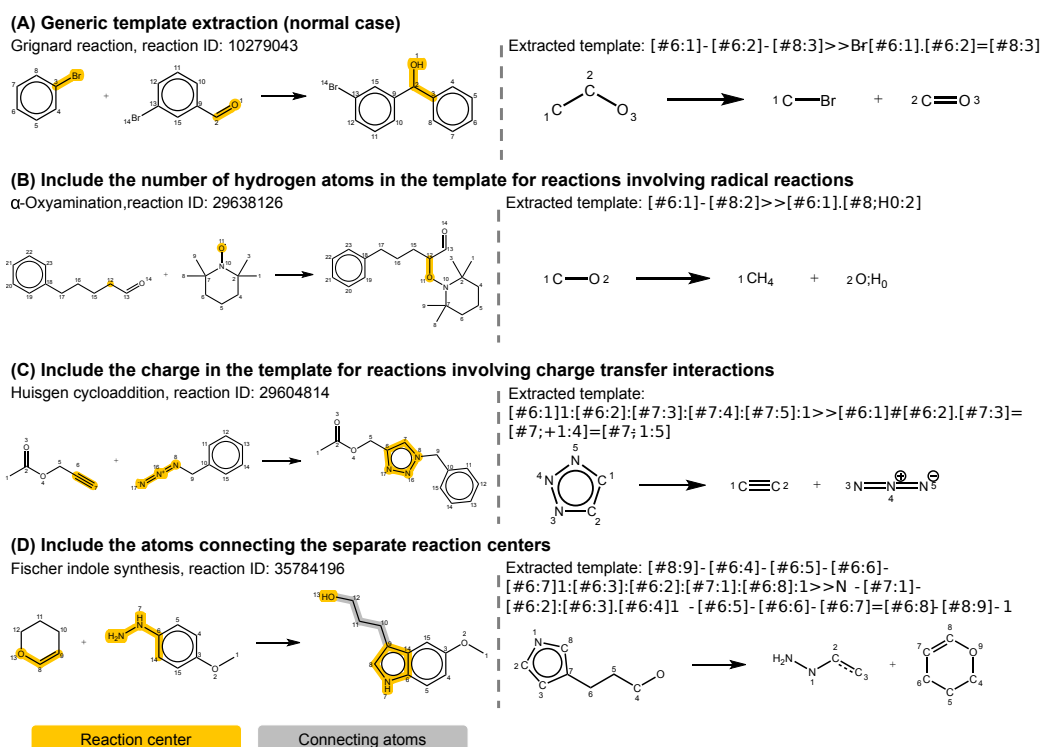 (A) Generic template extraction (normal case)
Grignard reaction, reaction ID: 10279043
Extracted template: [#6:1]-[#6:2]-[#8:3]>>Br[#6:1].[#6:2]=[#8:3]
(B) Include the number of hydrogen atoms in the template for reactions involving radical reactions
α-Oxyamination,reaction ID: 29638126
Extracted template: [#6:1]-[#8:2]>>[#6:1].[#8;H0:2]
1 C O 2
1 CH4 + 2 O;H0
(C) Include the charge in the template for reactions involving charge transfer interactions
Huisgen cycloaddition, reaction ID: 29604814
Extracted template:
[#6:1]1:[#6:2]:[#7:3]:[#7:4]:[#7:5]:1>>[#6:1]#[#6:2].[#7:3]=
[#7;+1:4]=[#7;-1:5]
(D) Include the atoms connecting the separate reaction centers
Fischer indole synthesis, reaction ID: 35784196
Extracted template: [#8:9]-[#6:4]-[#6:5]-[#6:6]-
[#6:7]1:[#6:3]:[#6:2]:[#7:1]:[#6:8]:1>>N -[#7:1]-
[#6:2]:[#6:3].[#6:4]1 -[#6:5]-[#6:6]-[#6:7]=[#6:8]-[#8:9]-1
Reaction center
Connecting atoms